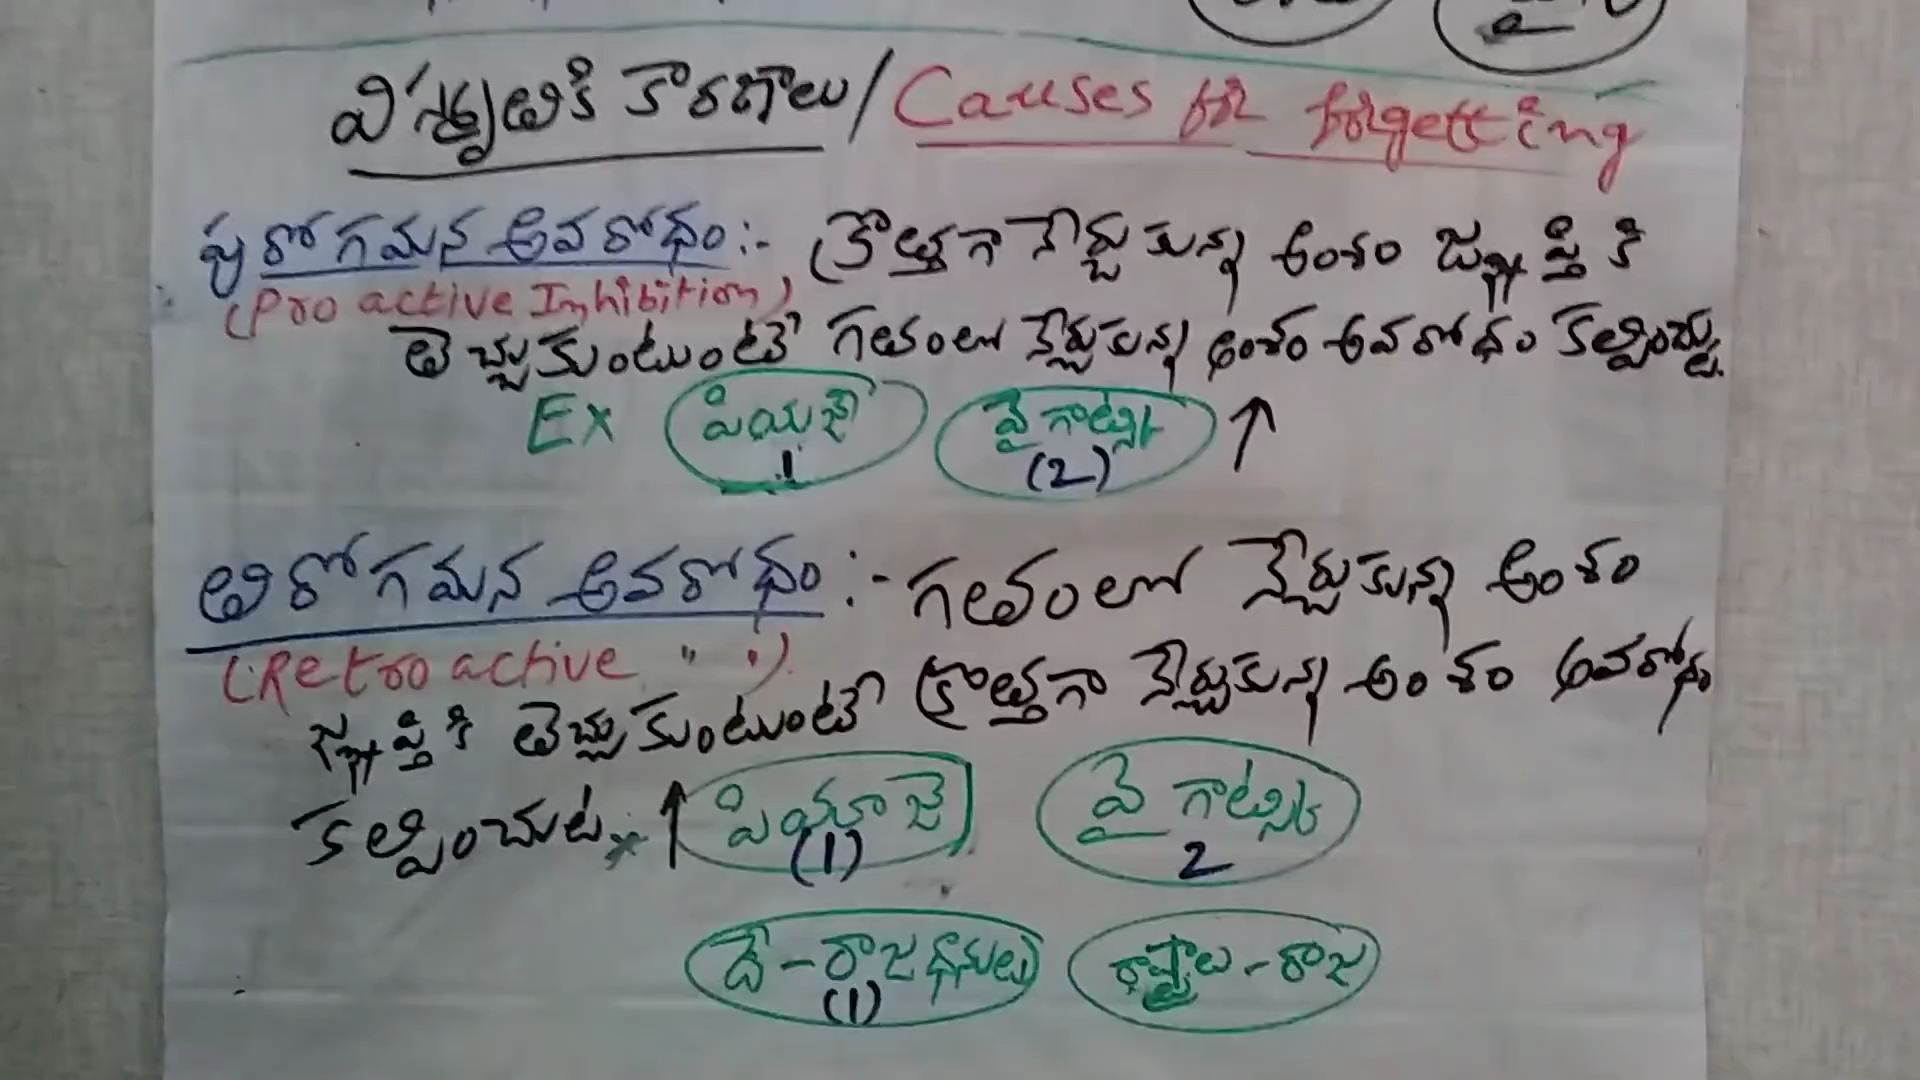 విస్మృతికి కారణాలు / Causes for forgetting
పురోగమన అవరోధం :- క్రొత్తగా నేర్చుకున్న అంశం జ్ఞప్తికి
(Pro active Inhibition)
తెచ్చుకుంటుంటే గతంలో నేర్చుకున్న అంశం అవరోధం కల్పించుట.
Ex పియాజే వైగాట్స్కి ↑
1 (2)
తిరోగమన అవరోధం :- గతంలో నేర్చుకున్న అంశం
(Retro active " ")
జ్ఞప్తికి తెచ్చుకుంటుంటే క్రొత్తగా నేర్చుకున్న అంశం అవరోధం
కల్పించుట. ↑ పియాజే వైగాట్స్కి
(1) 2
దే - రాజధానులు రాష్ట్రాలు - రాజ
(1)